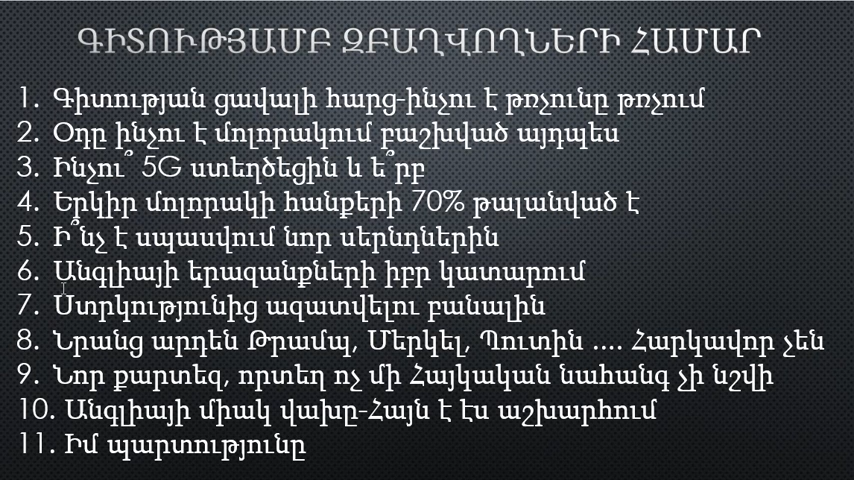 ԳԻՏՈՒԹՅԱՄԲ ԶԲԱՂՎՈՂՆԵՐԻ ՀԱՄԱՐ
1. Գիտության ցավալի հարց-ինչու է թռչունը թռչում
2. Օդը ինչու է մոլորակում բաշխված այդպես
3. Ինչու՞ 5G ստեղծեցին և ե՞րբ
4. Երկիր մոլորակի հանքերի 70% թալանված է
5. Ի՞նչ է սպասվում նոր սերնդներին
6. Անգլիայի երազանքների իբր կատարում
7. Ստրկությունից ազատվելու բանալին
8. Նրանց արդեն Թրամպ, Մերկել, Պուտին .... Հարկավոր չեն
9. Նոր քարտեզ, որտեղ ոչ մի Հայկական նահանգ չի նշվի
10. Անգլիայի միակ վախը-Հայն է էս աշխարհում
11. Իմ պարտությունը